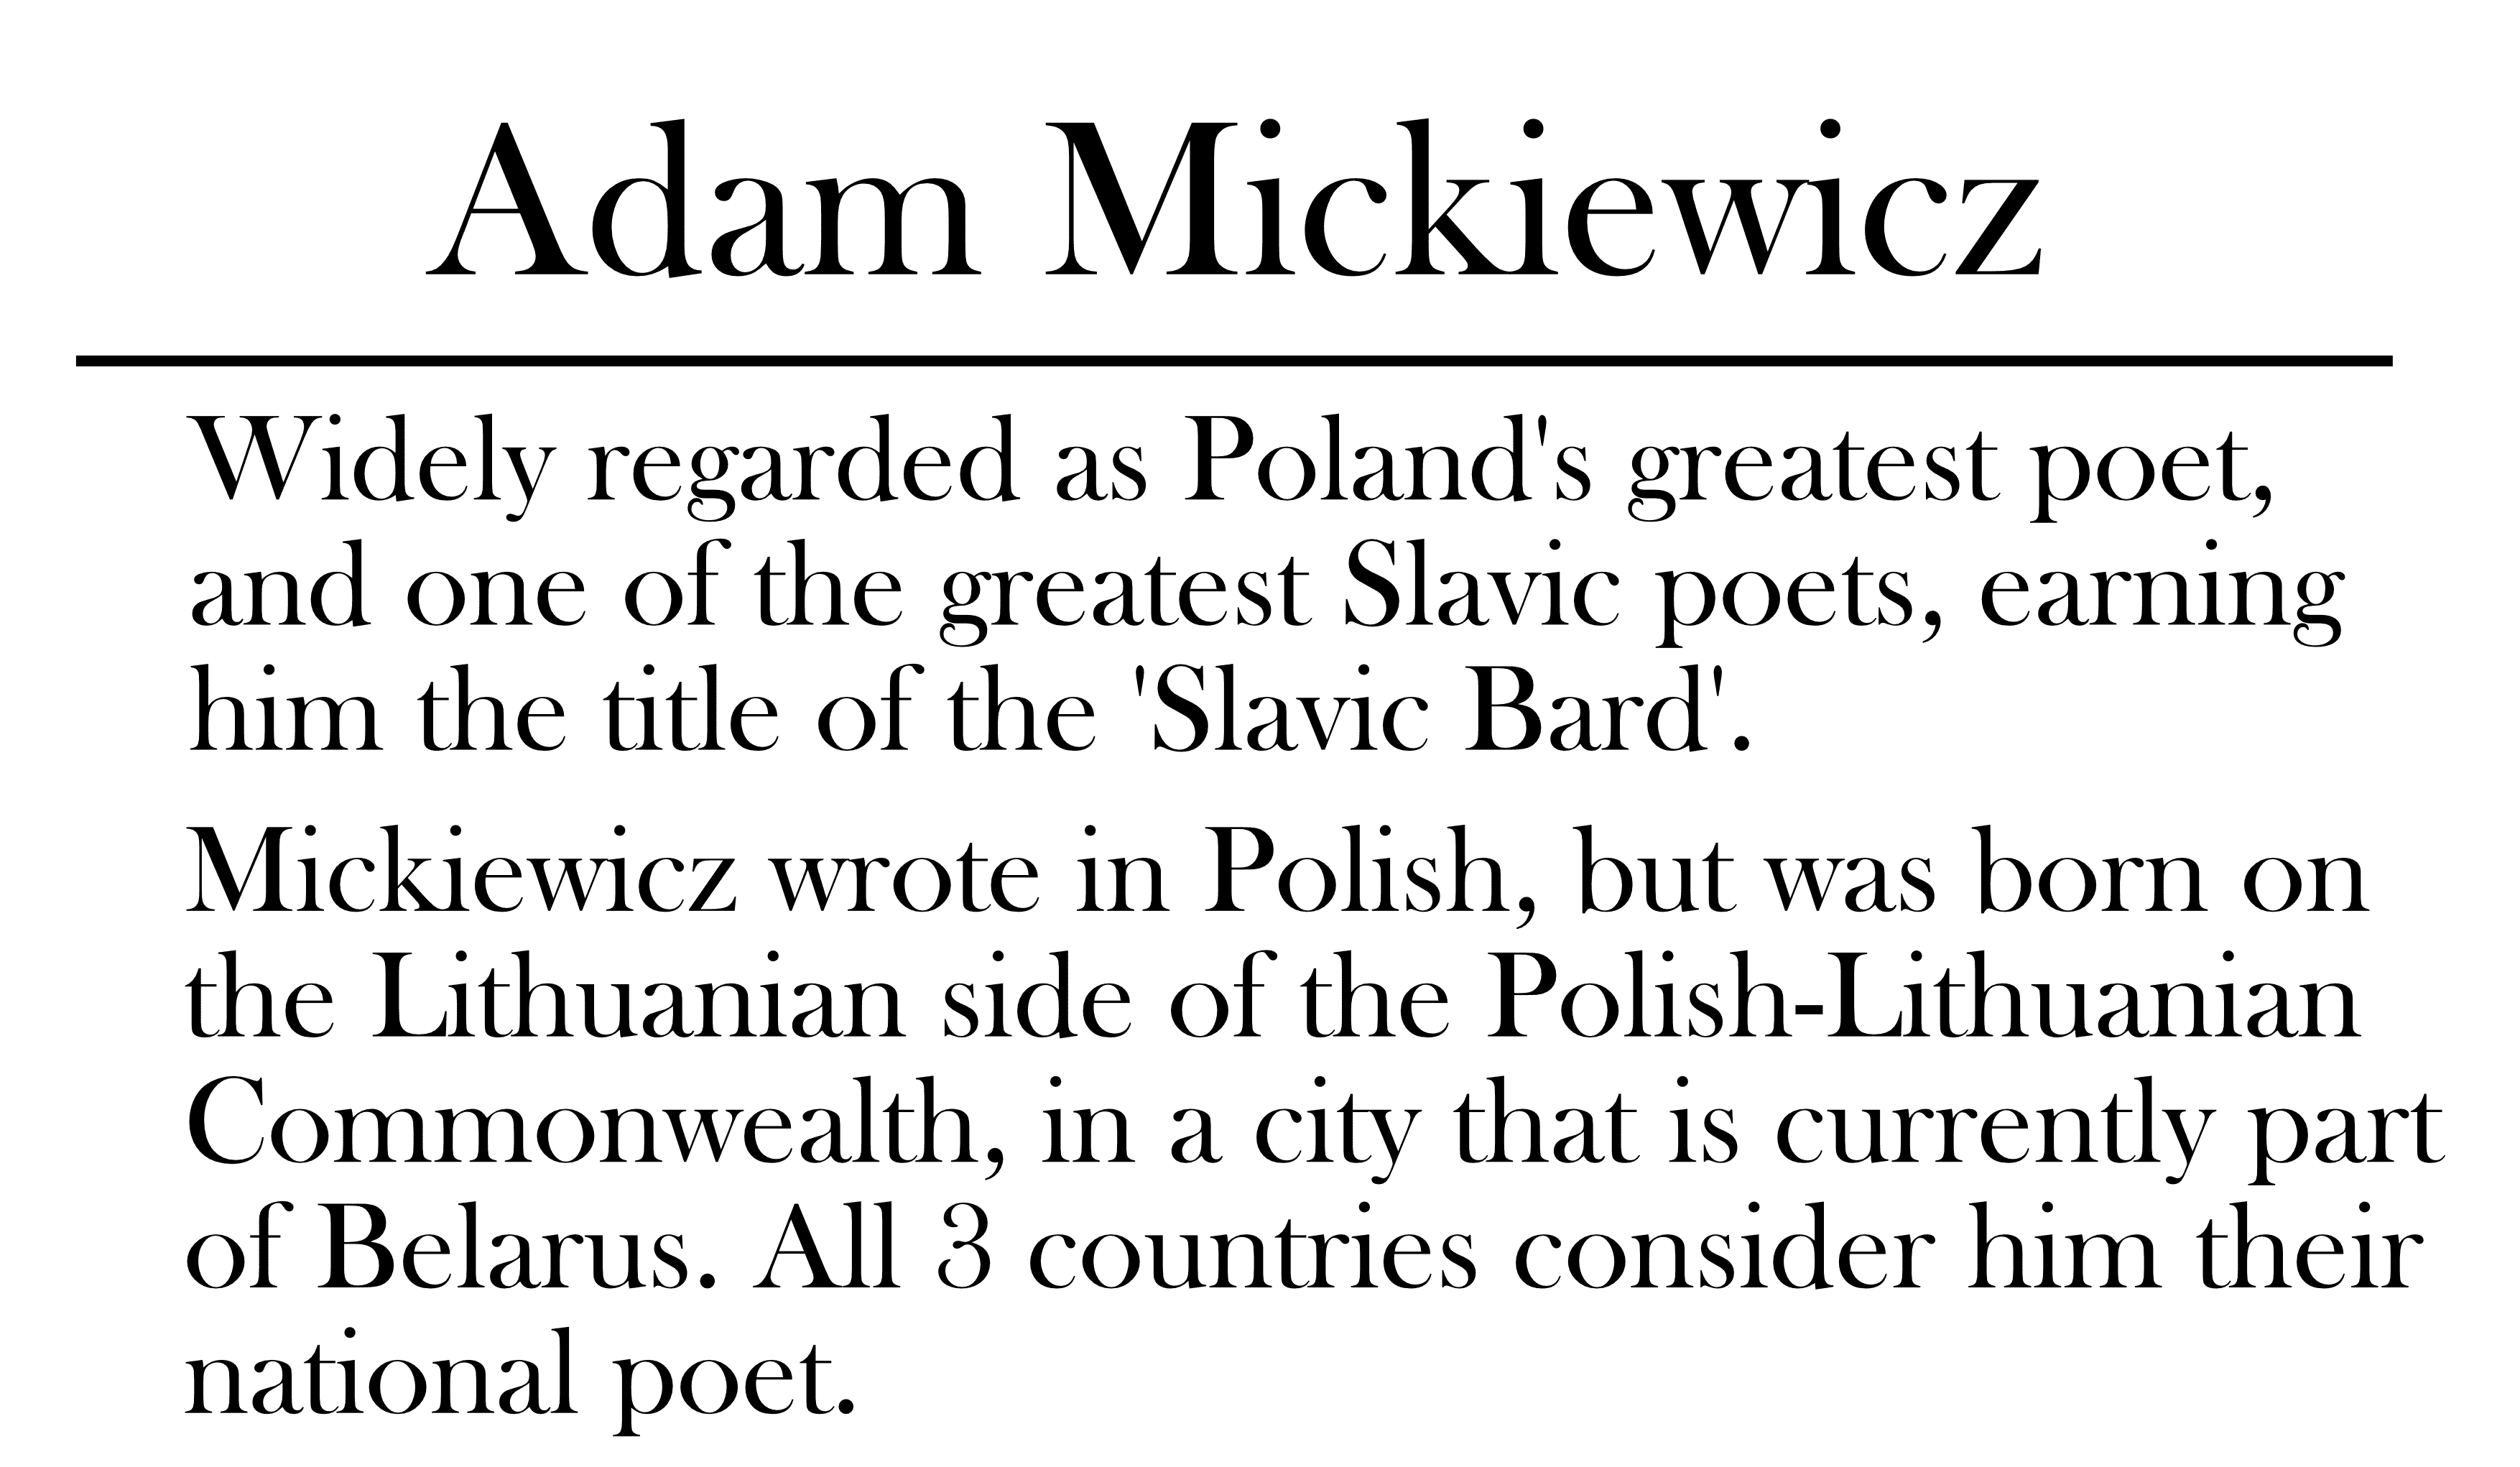 Adam Mickiewicz
Widely regarded as Poland's greatest poet,
and one of the greatest Slavic poets, earning
him the title of the 'Slavic Bard'.
Mickiewicz wrote in Polish, but was born on
the Lithuanian side of the Polish-Lithuanian
Commonwealth, in a city that is currently part
of Belarus. All 3 countries consider him their
national poet.